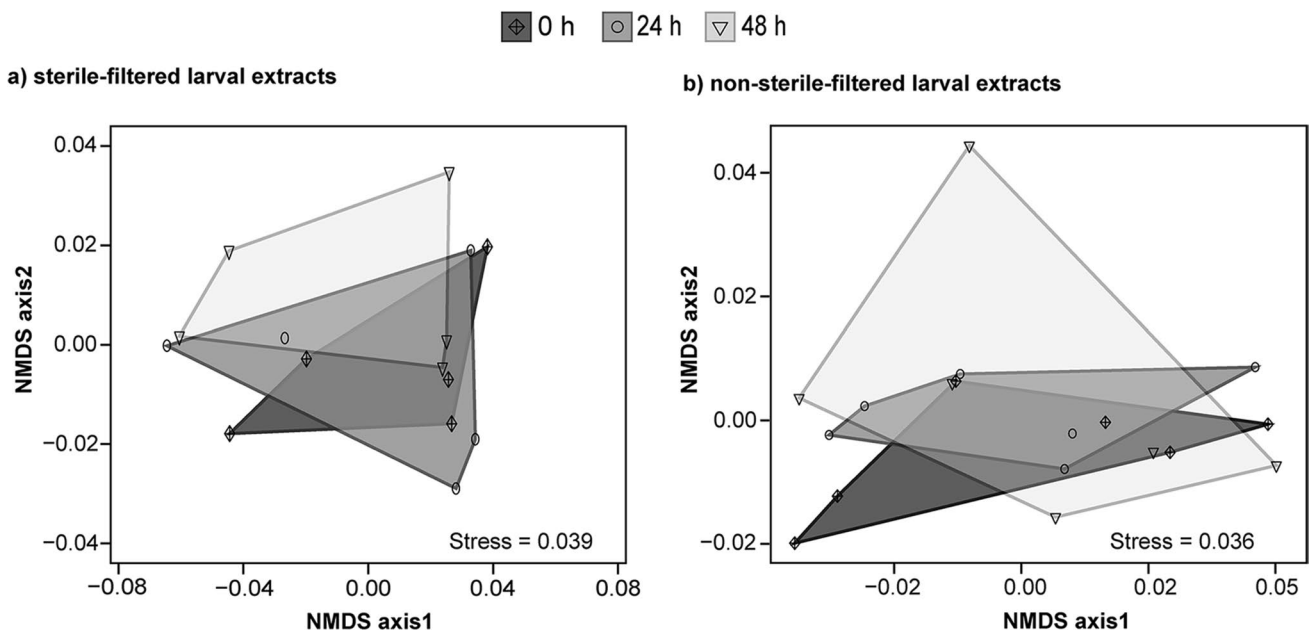 0 h 24 h 48 h
a) sterile-filtered larval extracts
b) non-sterile-filtered larval extracts
0.04
0.02
0.00
−0.02
−0.04
NMDS axis2
Stress = 0.039
−0.08 −0.04 0.00 0.04 0.08
NMDS axis1
0.04
0.02
0.00
−0.02
NMDS axis2
Stress = 0.036
−0.02 0.00 0.02 0.05
NMDS axis1